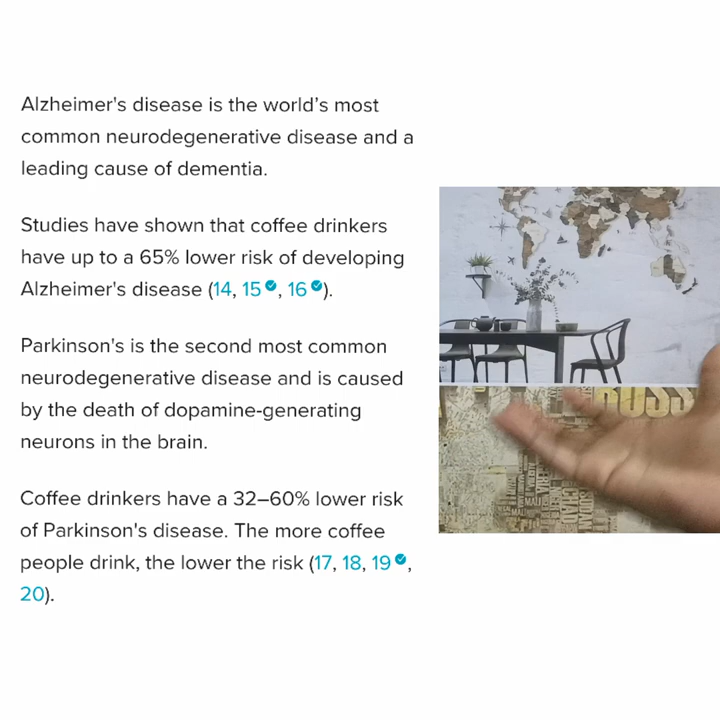 Alzheimer's disease is the world's most
common neurodegenerative disease and a
leading cause of dementia.
Studies have shown that coffee drinkers
have up to a 65% lower risk of developing
Alzheimer's disease (14, 15, 16).
Parkinson's is the second most common
neurodegenerative disease and is caused
by the death of dopamine-generating
neurons in the brain.
Coffee drinkers have a 32–60% lower risk
of Parkinson's disease. The more coffee
people drink, the lower the risk (17, 18, 19,
20).
RUSS
SUDAN
CHAD